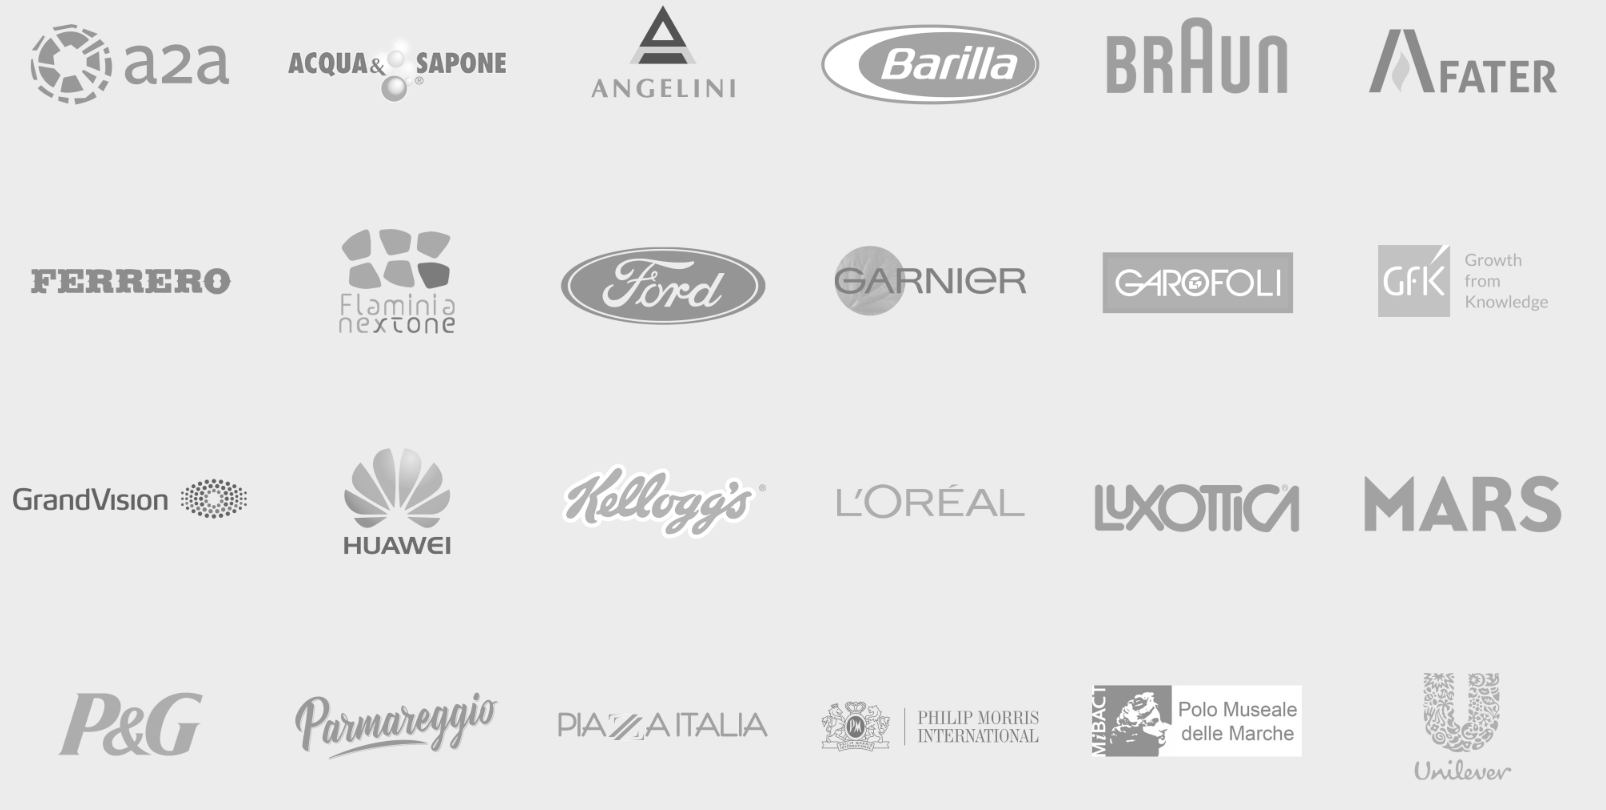 a2a
ACQUA & SAPONE ®
ANGELINI
Barilla
BRAUN
FATER
FERRERO
Flaminia
nextone
Ford
GARNIER
GAROFOLI
GfK
Growth
from
Knowledge
GrandVision
HUAWEI
Kellogg's ®
L'ORÉAL
LUXOTTICA ®
MARS
P&G
Parmareggio
PIAZZA ITALIA
PM
PHILIP MORRIS
INTERNATIONAL
MiBACT
Polo Museale
delle Marche
Unilever